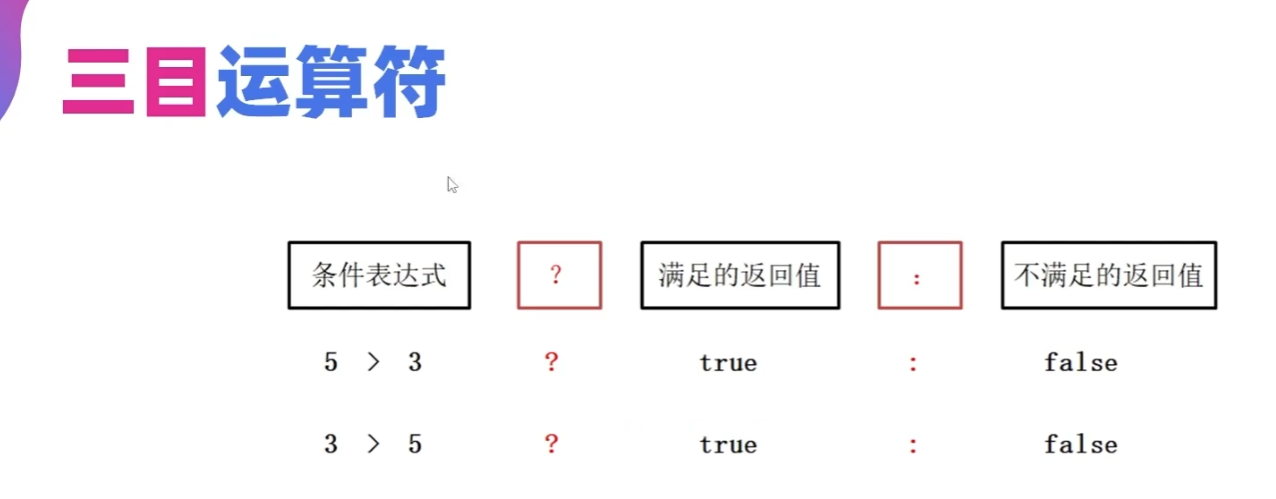 三目运算符
条件表达式 ? 满足的返回值 : 不满足的返回值
5 > 3 ? true : false
3 > 5 ? true : false